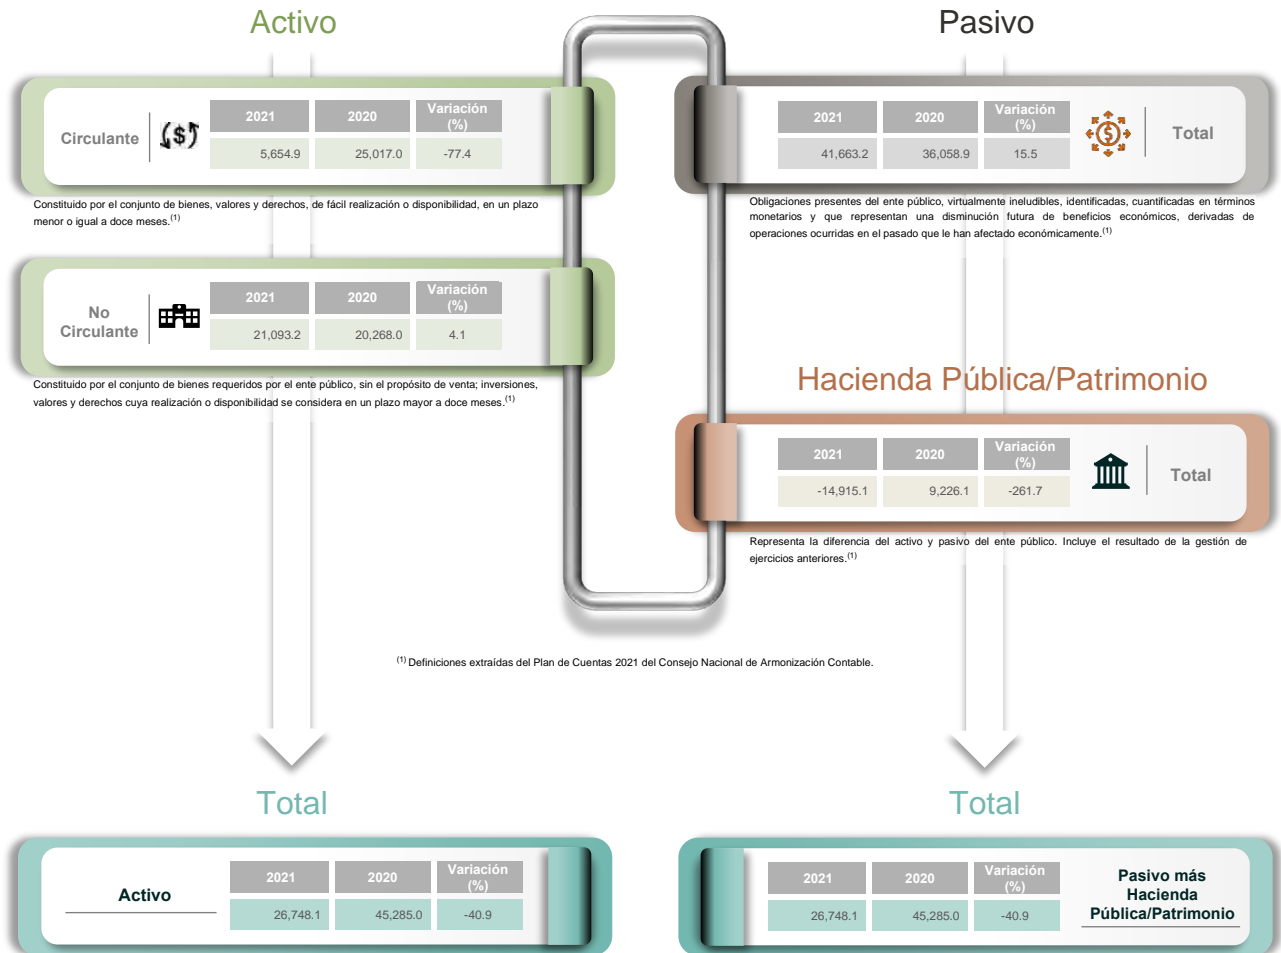 Activo
Circulante
2021 2020 Variación (%)
5,654.9 25,017.0 -77.4
Constituido por el conjunto de bienes, valores y derechos, de fácil realización o disponibilidad, en un plazo
menor o igual a doce meses.(1)
No
Circulante
2021 2020 Variación (%)
21,093.2 20,268.0 4.1
Constituido por el conjunto de bienes requeridos por el ente público, sin el propósito de venta; inversiones,
valores y derechos cuya realización o disponibilidad se considera en un plazo mayor a doce meses.(1)
Pasivo
2021 2020 Variación (%)
41,663.2 36,058.9 15.5
Total
Obligaciones presentes del ente público, virtualmente ineludibles, identificadas, cuantificadas en términos
monetarios y que representan una disminución futura de beneficios económicos, derivadas de
operaciones ocurridas en el pasado que le han afectado económicamente.(1)
Hacienda Pública/Patrimonio
2021 2020 Variación (%)
-14,915.1 9,226.1 -261.7
Total
Representa la diferencia del activo y pasivo del ente público. Incluye el resultado de la gestión de
ejercicios anteriores.(1)
(1) Definiciones extraídas del Plan de Cuentas 2021 del Consejo Nacional de Armonización Contable.
Total
Activo
2021 2020 Variación (%)
26,748.1 45,285.0 -40.9
Total
2021 2020 Variación (%)
26,748.1 45,285.0 -40.9
Pasivo más
Hacienda
Pública/Patrimonio